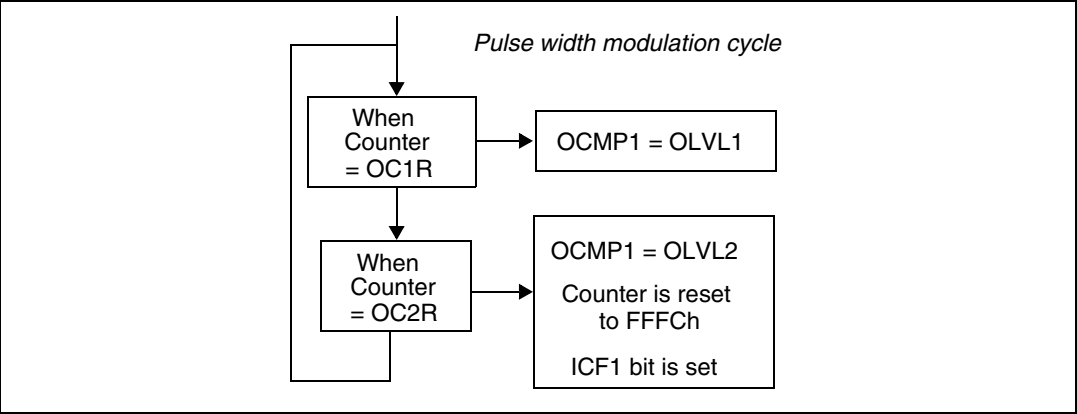 Pulse width modulation cycle
When
Counter
= OC1R
OCMP1 = OLVL1
When
Counter
= OC2R
OCMP1 = OLVL2
Counter is reset
to FFFCh
ICF1 bit is set